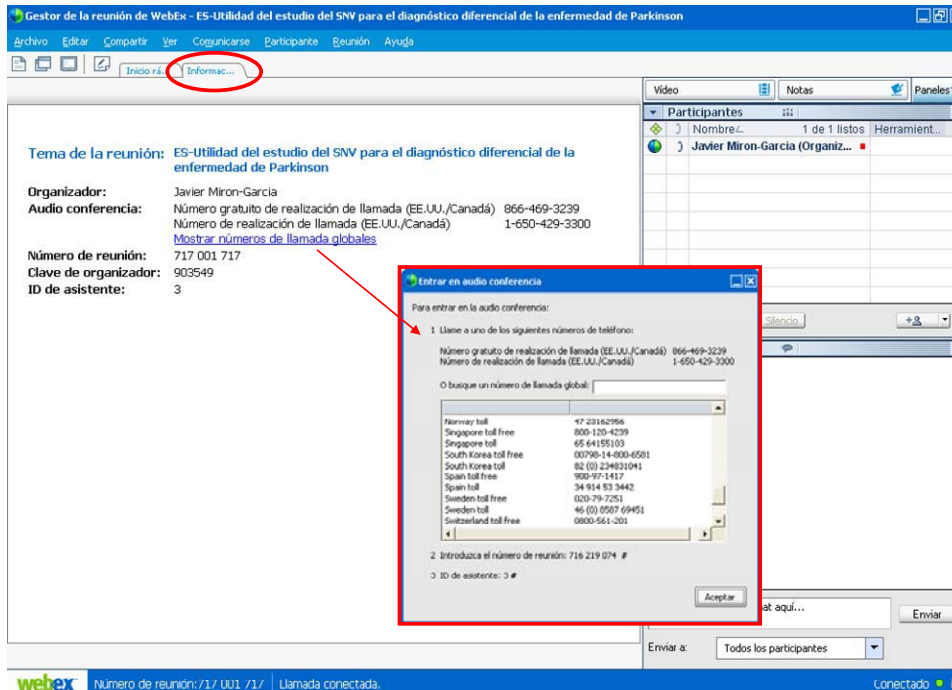 Gestor de la reunión de WebEx - ES-Utilidad del estudio del SNV para el diagnóstico diferencial de la enfermedad de Parkinson
Archivo Editar Compartir Ver Comunicarse Participante Reunión Ayuda
Inicio rá... Informac...
Vídeo Notas Paneles
Participantes
Nombre 1 de 1 listos Herramient...
Javier Miron-Garcia (Organiz...
Tema de la reunión: ES-Utilidad del estudio del SNV para el diagnóstico diferencial de la
enfermedad de Parkinson
Organizador: Javier Miron-Garcia
Audio conferencia: Número gratuito de realización de llamada (EE.UU./Canadá) 866-469-3239
Número de realización de llamada (EE.UU./Canadá) 1-650-429-3300
Mostrar números de llamada globales
Número de reunión: 717 001 717
Clave de organizador: 903549
ID de asistente: 3
Entrar en audio conferencia
Para entrar en la audio conferencia:
1 Llame a uno de los siguientes números de teléfono:
Número gratuito de realización de llamada (EE.UU./Canadá) 866-469-3239
Número de realización de llamada (EE.UU./Canadá) 1-650-429-3300
O busque un número de llamada global:
Norway toll 47 23162956
Singapore toll free 800-120-4239
Singapore toll 65 64155103
South Korea toll free 00798-14-800-6581
South Korea toll 82 (0) 234831041
Spain toll free 900-97-1417
Spain toll 34 914 53 3442
Sweden toll free 020-79-7251
Sweden toll 46 (0) 8587 69451
Switzerland toll free 0800-561-201
2 Introduzca el número de reunión: 716 219 074 #
3 ID de asistente: 3 #
Aceptar
Silencio
at aquí...
Enviar
Enviar a: Todos los participantes
webex Número de reunión:717 001 717 Llamada conectada. Conectado